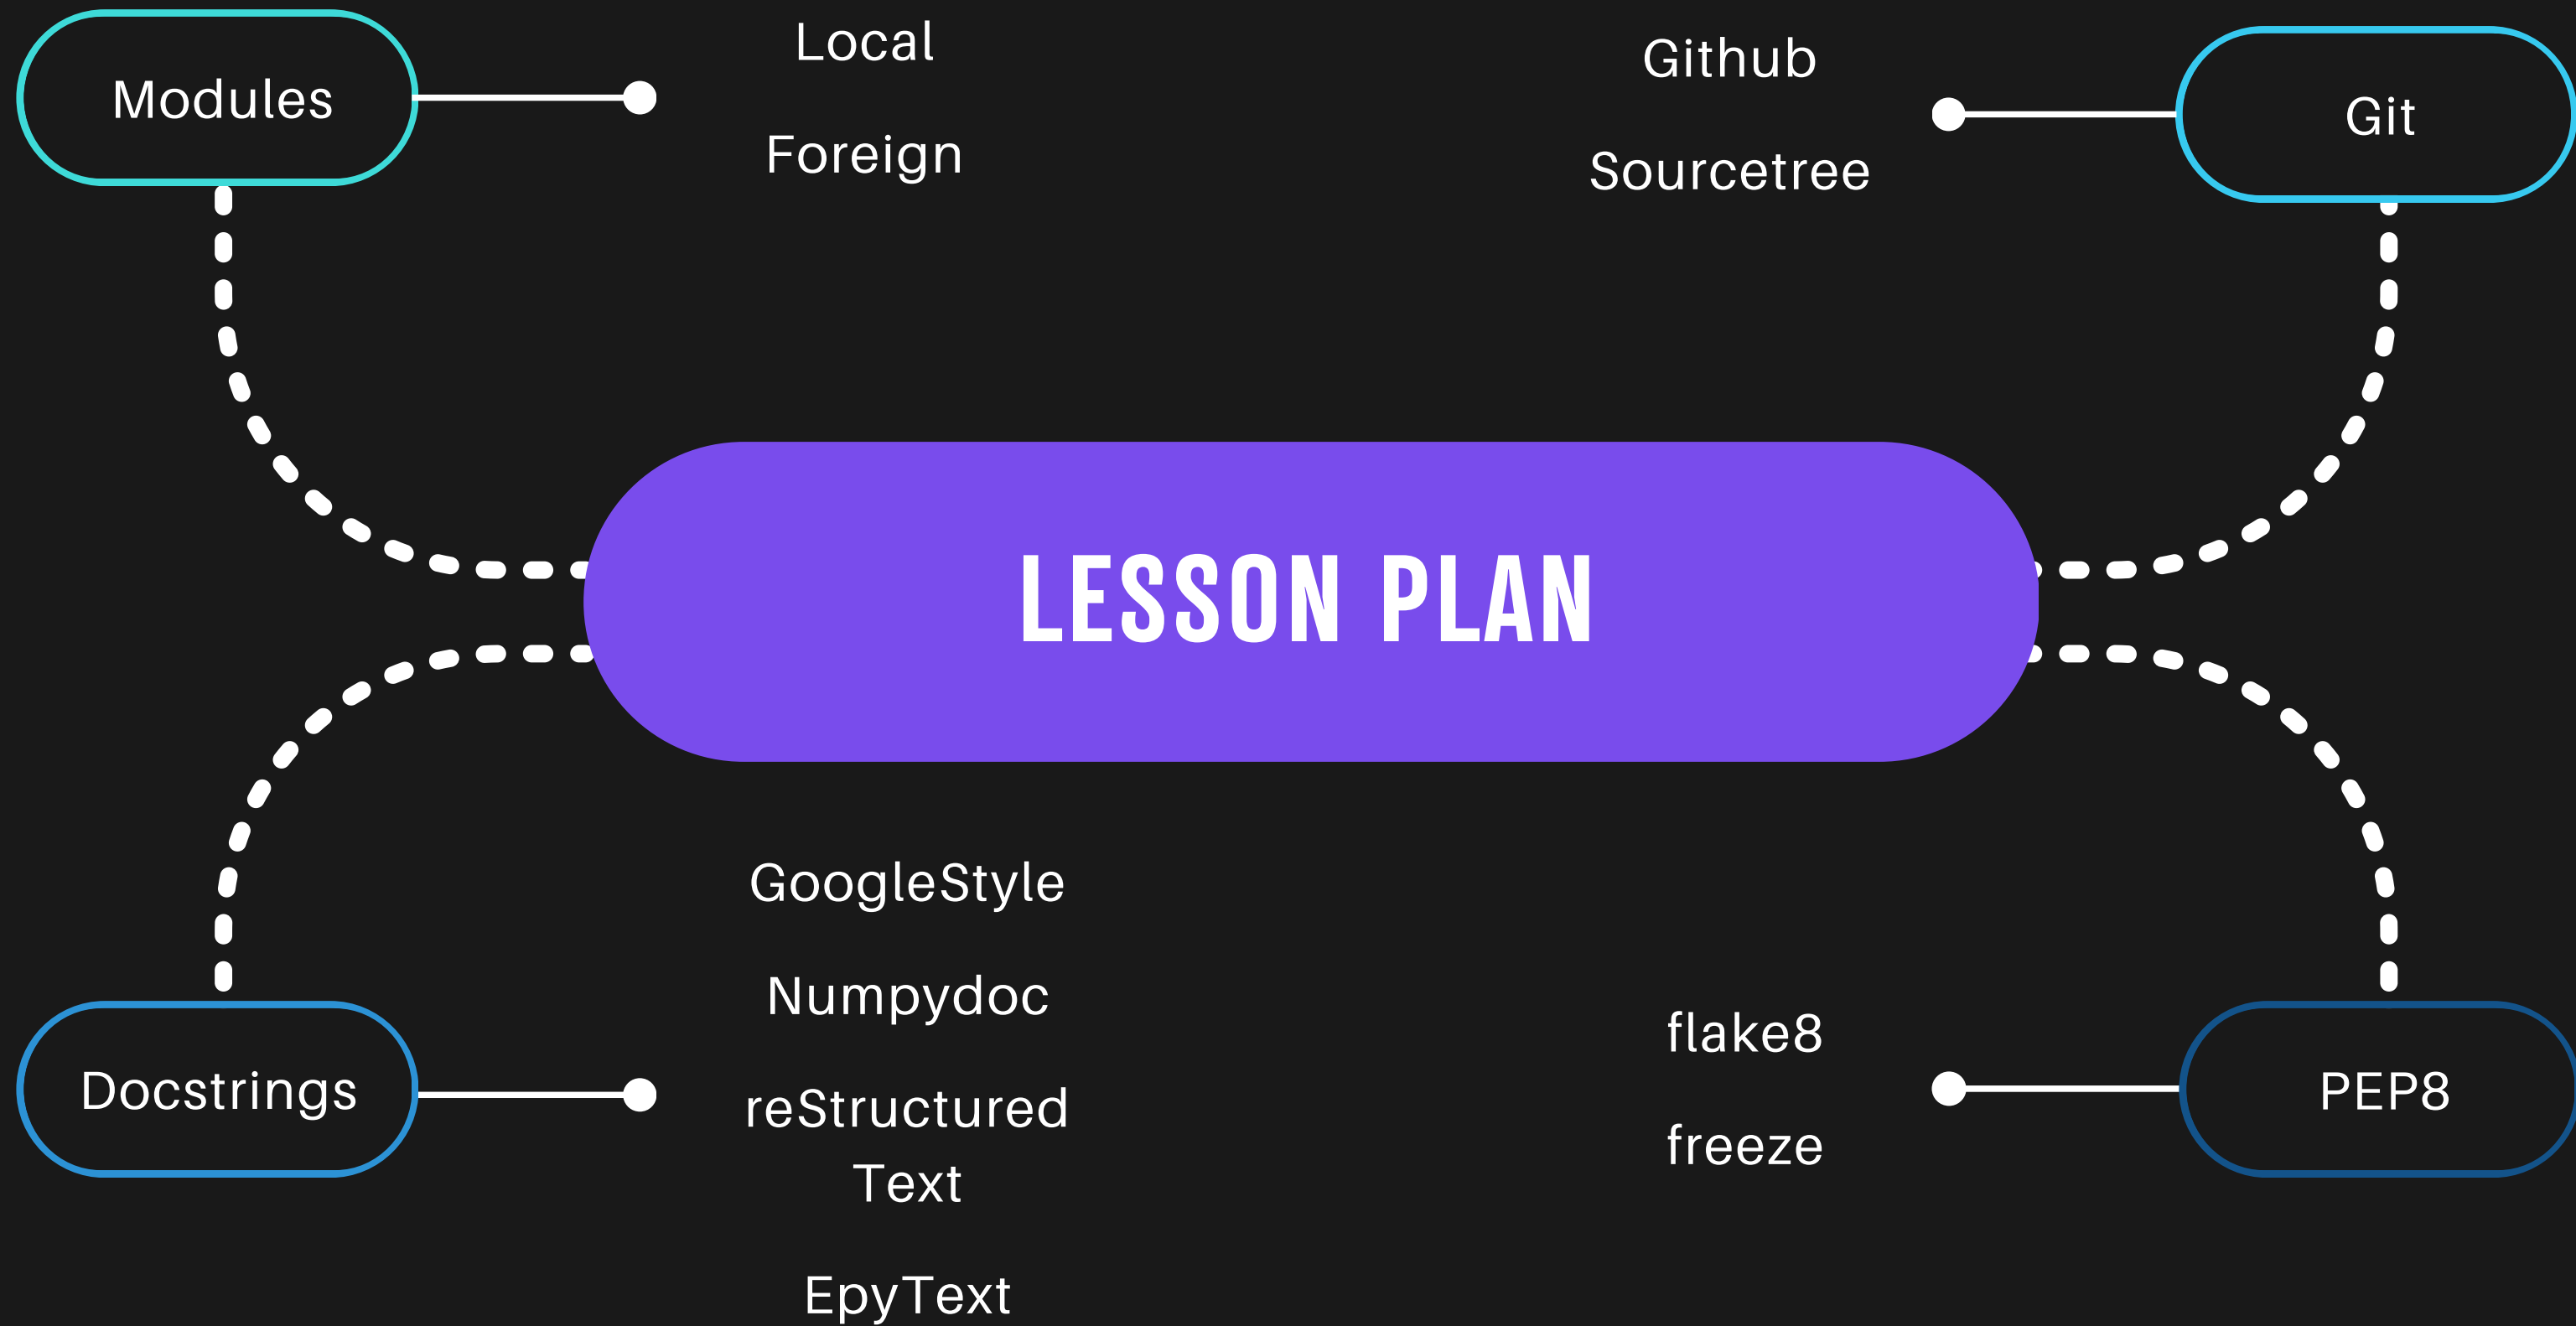 Modules
Local
Foreign
Github
Sourcetree
Git
LESSON PLAN
Docstrings
GoogleStyle
Numpydoc
reStructured
Text
EpyText
flake8
freeze
PEP8